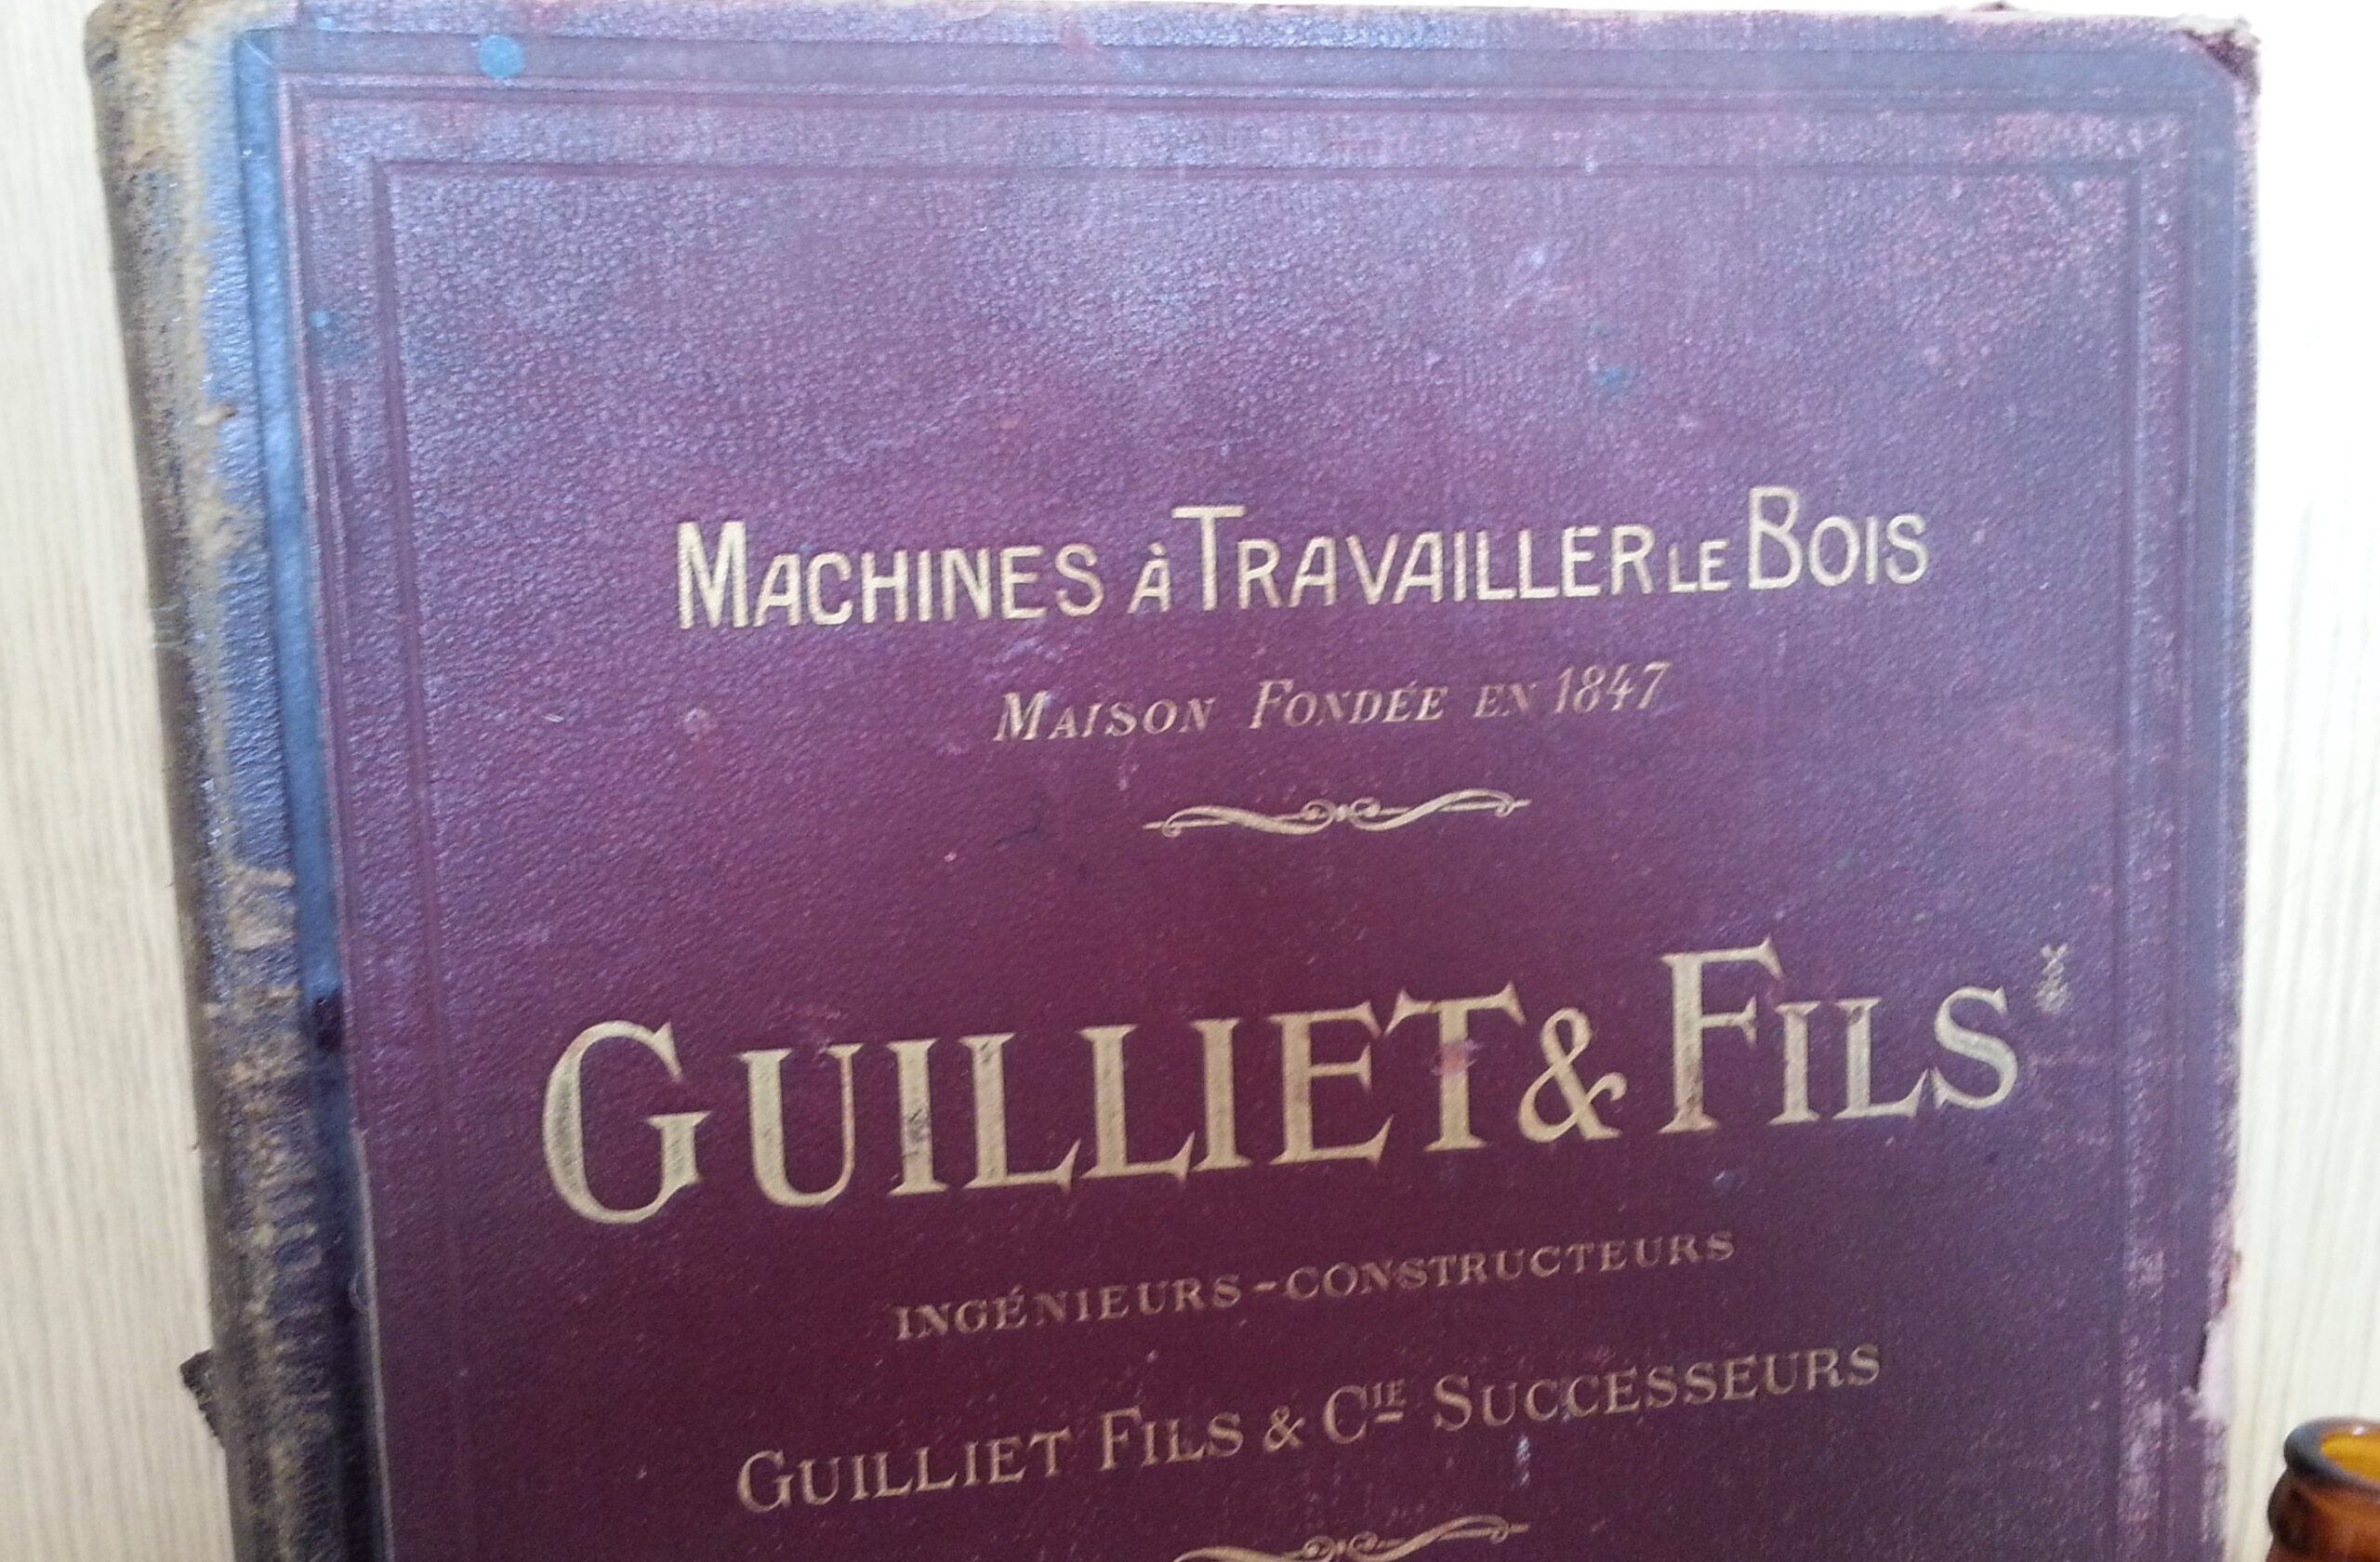 Machines à Travailler le Bois
Maison Fondée en 1847
Guilliet & Fils
Ingénieurs-Constructeurs
Guilliet Fils & Cie Successeurs